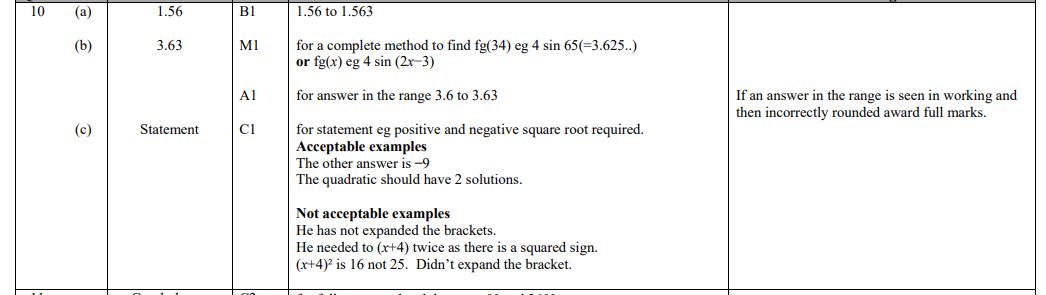 10 (a) 1.56 B1 1.56 to 1.563
(b) 3.63 M1 for a complete method to find fg(34) eg 4 sin 65(=3.625..)
or fg(x) eg 4 sin (2x−3)
A1 for answer in the range 3.6 to 3.63 If an answer in the range is seen in working and
then incorrectly rounded award full marks.
(c) Statement C1 for statement eg positive and negative square root required.
Acceptable examples
The other answer is −9
The quadratic should have 2 solutions.
Not acceptable examples
He has not expanded the brackets.
He needed to (x+4) twice as there is a squared sign.
(x+4)² is 16 not 25. Didn’t expand the bracket.